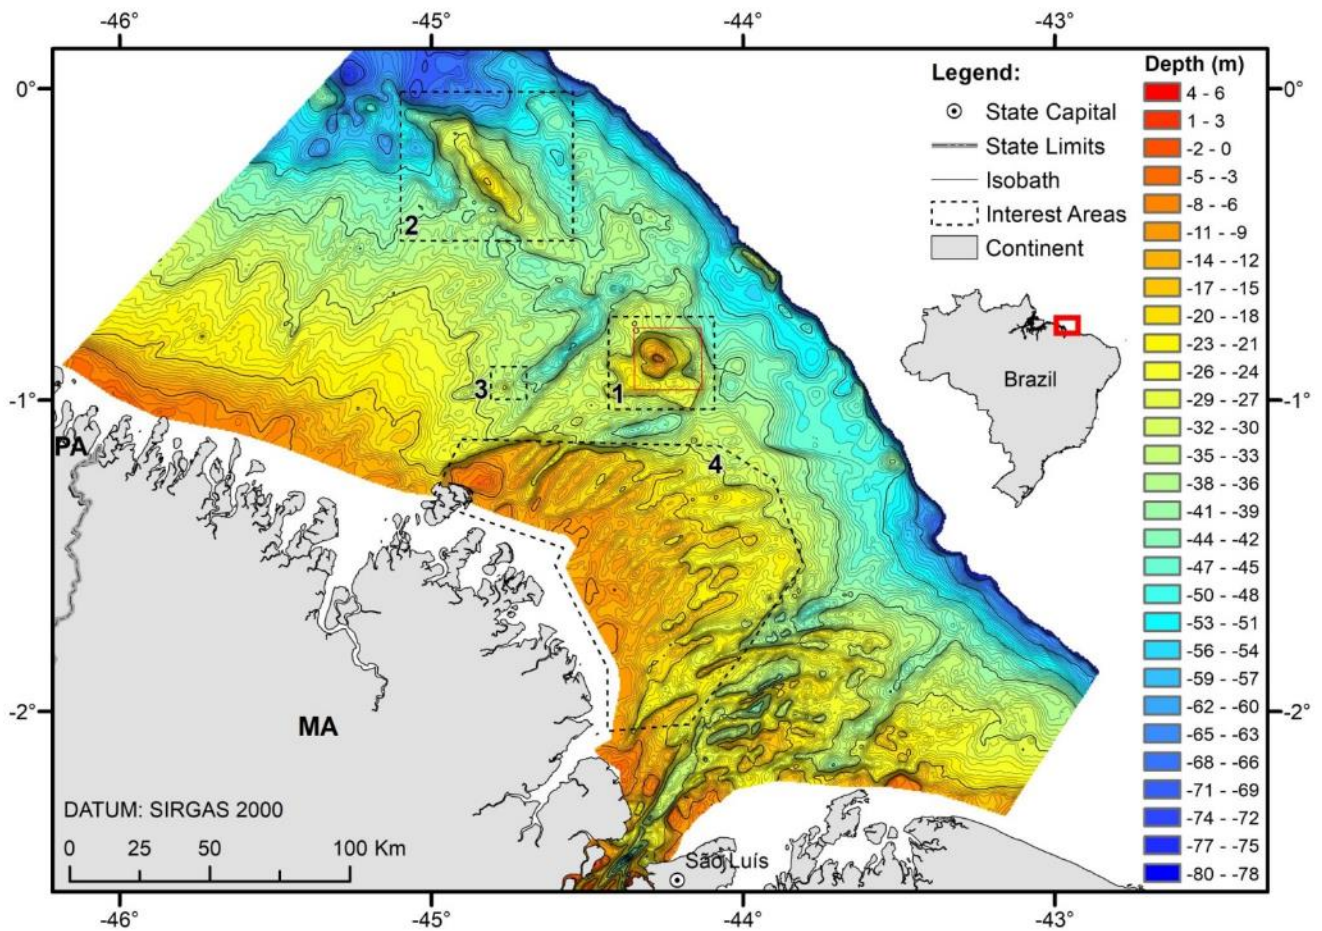 -46° -45° -44° -43°
0° 0°
-1° -1°
-2° -2°
-46° -45° -44° -43°
Legend:
State Capital
State Limits
Isobath
Interest Areas
Continent
Depth (m)
4 - 6
1 - 3
-2 - 0
-5 - -3
-8 - -6
-11 - -9
-14 - -12
-17 - -15
-20 - -18
-23 - -21
-26 - -24
-29 - -27
-32 - -30
-35 - -33
-38 - -36
-41 - -39
-44 - -42
-47 - -45
-50 - -48
-53 - -51
-56 - -54
-59 - -57
-62 - -60
-65 - -63
-68 - -66
-71 - -69
-74 - -72
-77 - -75
-80 - -78
Brazil
2
3
1
4
PA
MA
São Luís
DATUM: SIRGAS 2000
0 25 50 100 Km